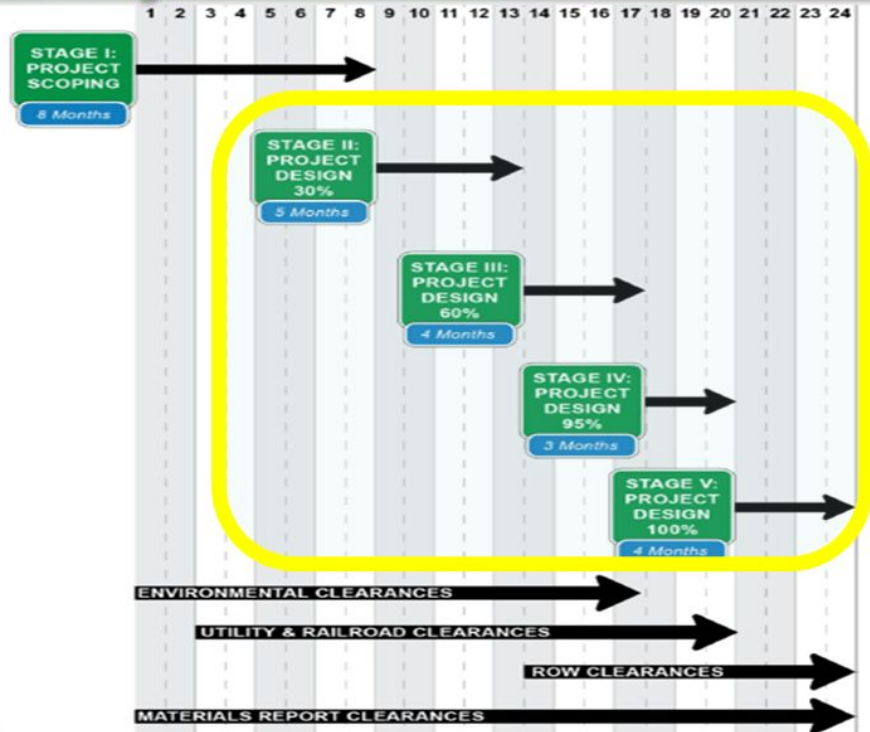 1 2 3 4 5 6 7 8 9 10 11 12 13 14 15 16 17 18 19 20 21 22 23 24
STAGE I:
PROJECT
SCOPING
8 Months
STAGE II:
PROJECT
DESIGN
30%
5 Months
STAGE III:
PROJECT
DESIGN
60%
4 Months
STAGE IV:
PROJECT
DESIGN
95%
3 Months
STAGE V:
PROJECT
DESIGN
100%
4 Months
ENVIRONMENTAL CLEARANCES
UTILITY & RAILROAD CLEARANCES
ROW CLEARANCES
MATERIALS REPORT CLEARANCES